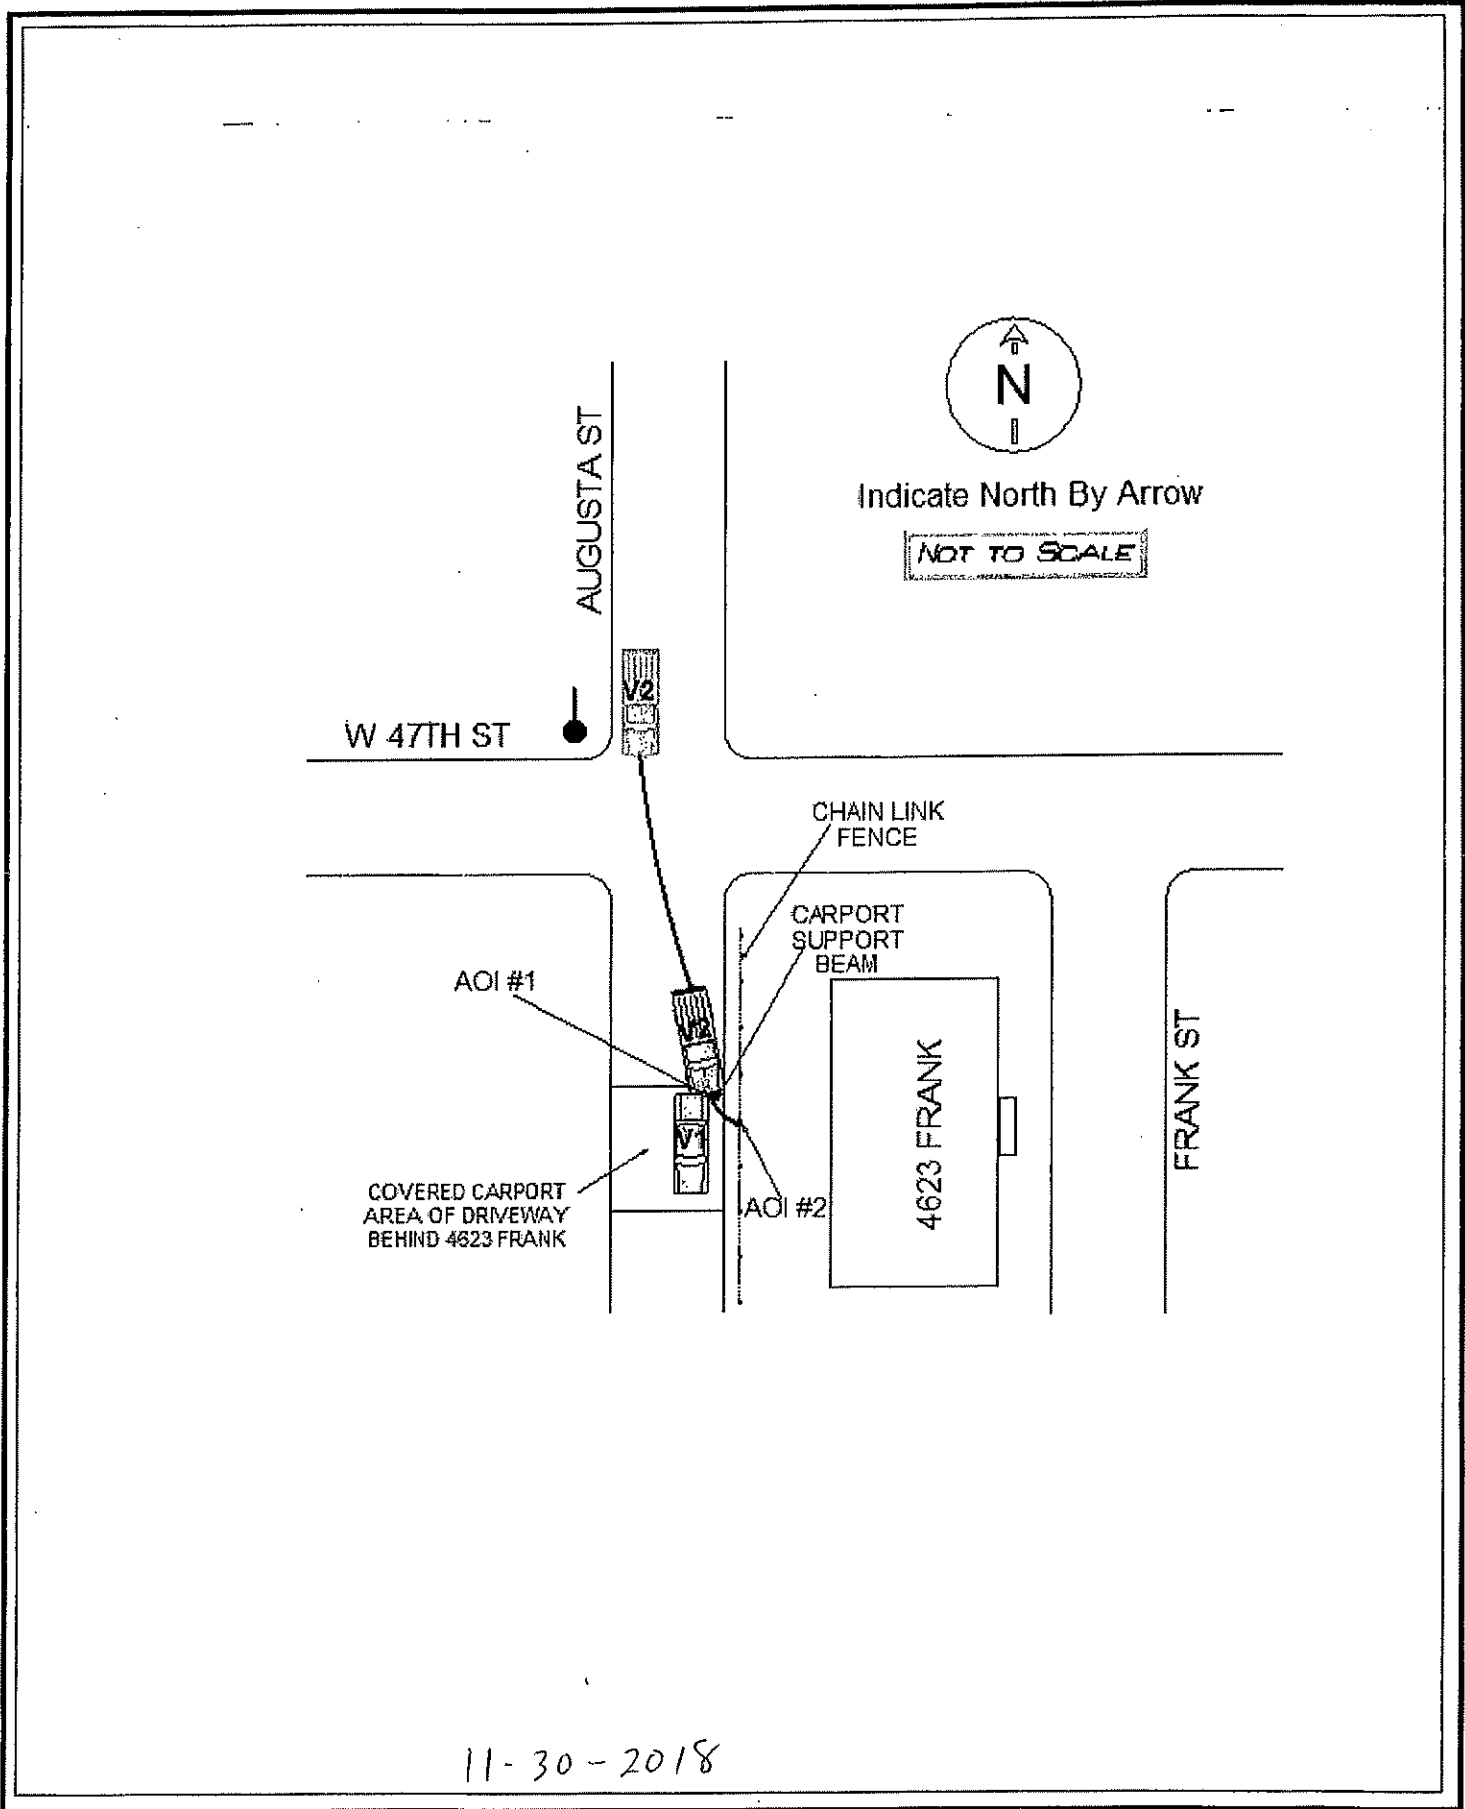 N
Indicate North By Arrow
NOT TO SCALE
AUGUSTA ST
V2
W 47TH ST
CHAIN LINK
FENCE
CARPORT
SUPPORT
BEAM
AOI #1
V2
V1
COVERED CARPORT
AREA OF DRIVEWAY
BEHIND 4623 FRANK
AOI #2
4623 FRANK
FRANK ST
11-30-2018